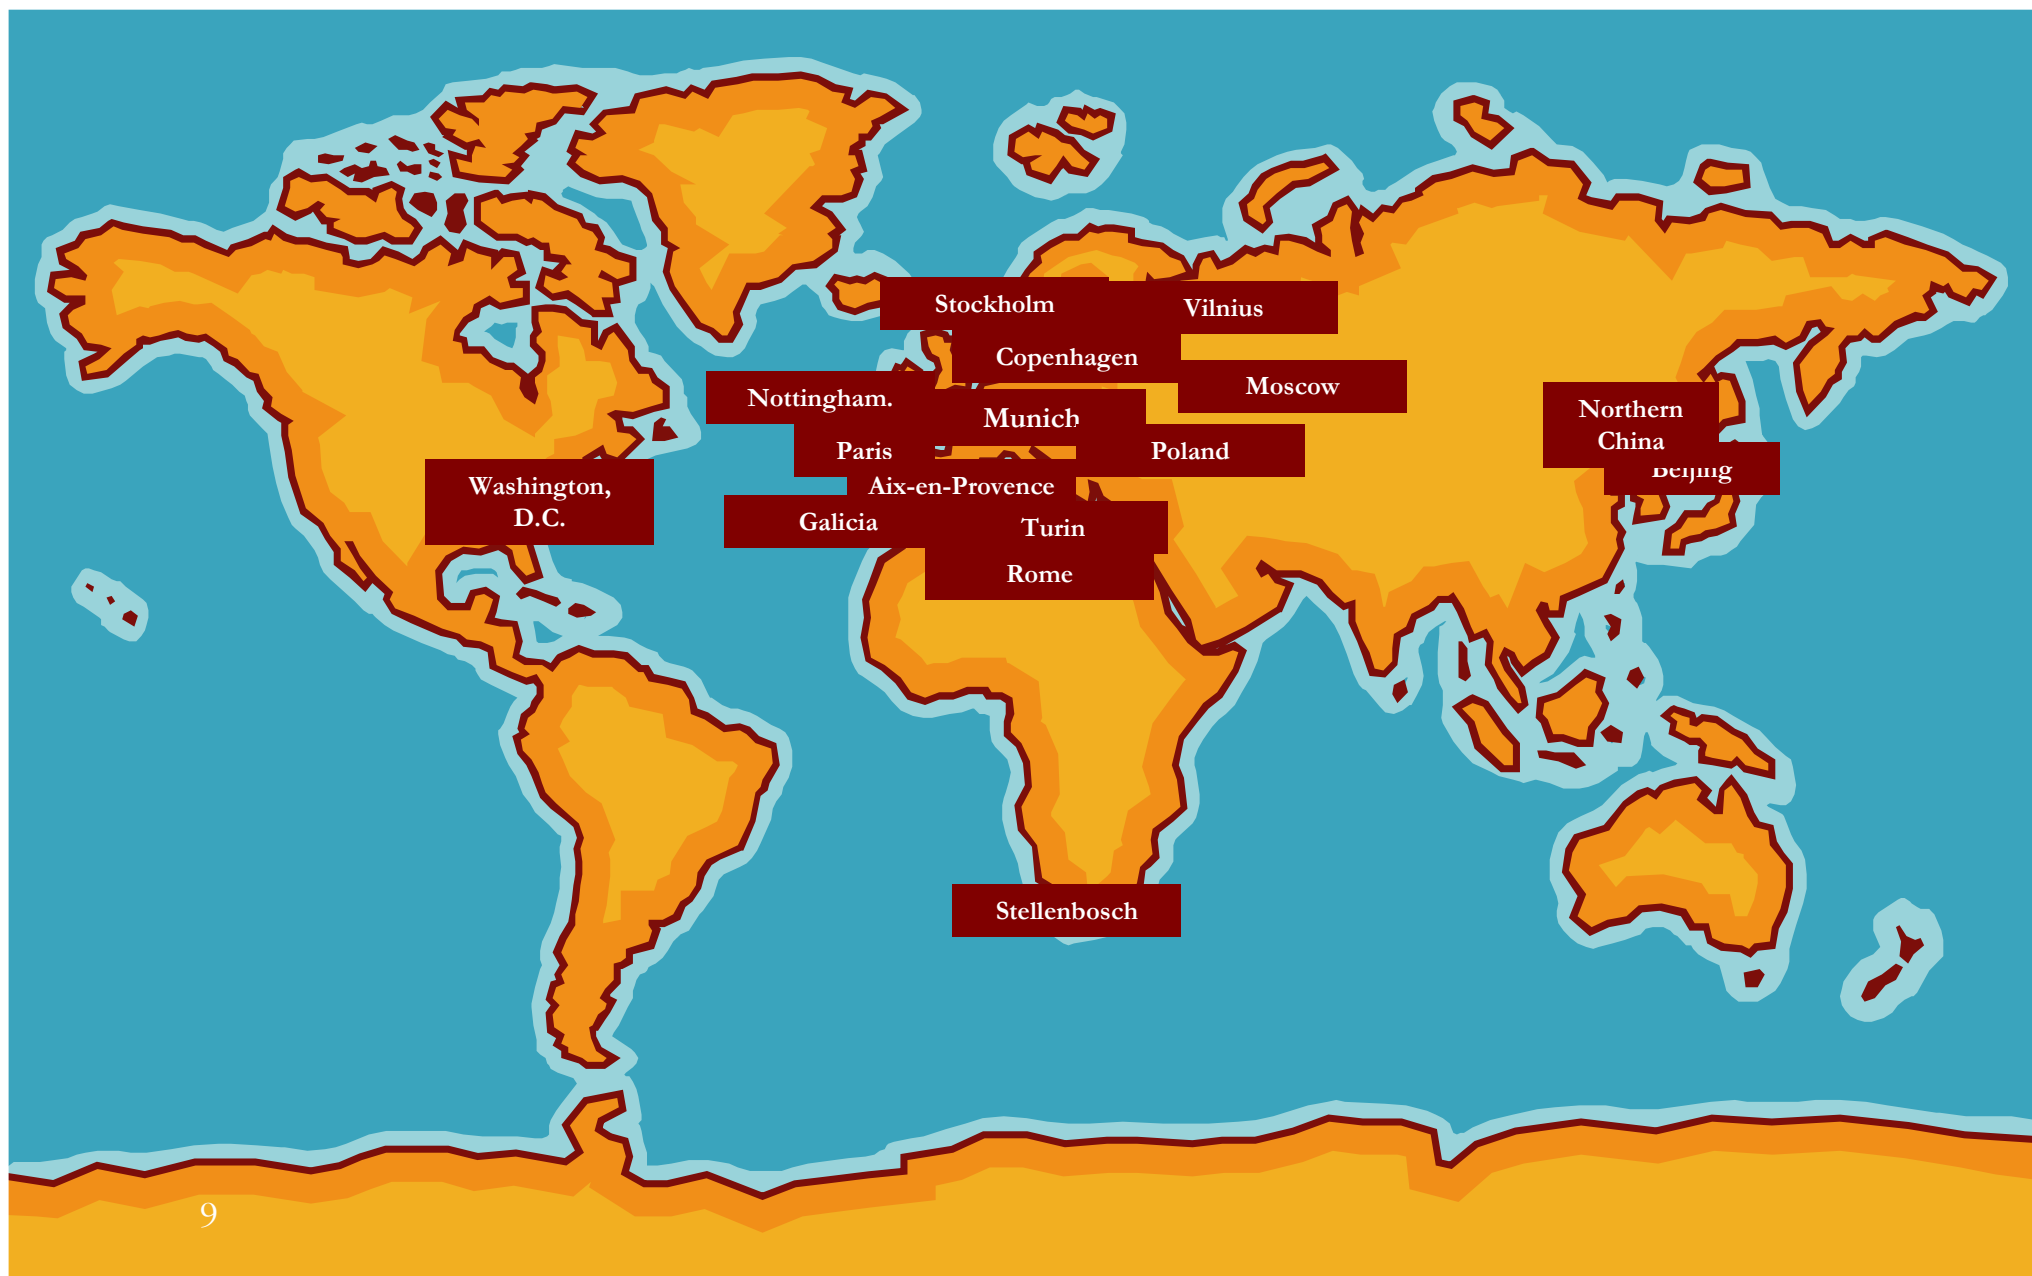 Stockholm
Vilnius
Copenhagen
Moscow
Nottingham.
Munich
Northern
China
Paris
Poland
Beijing
Washington,
D.C.
Aix-en-Provence
Galicia
Turin
Rome
Stellenbosch
9